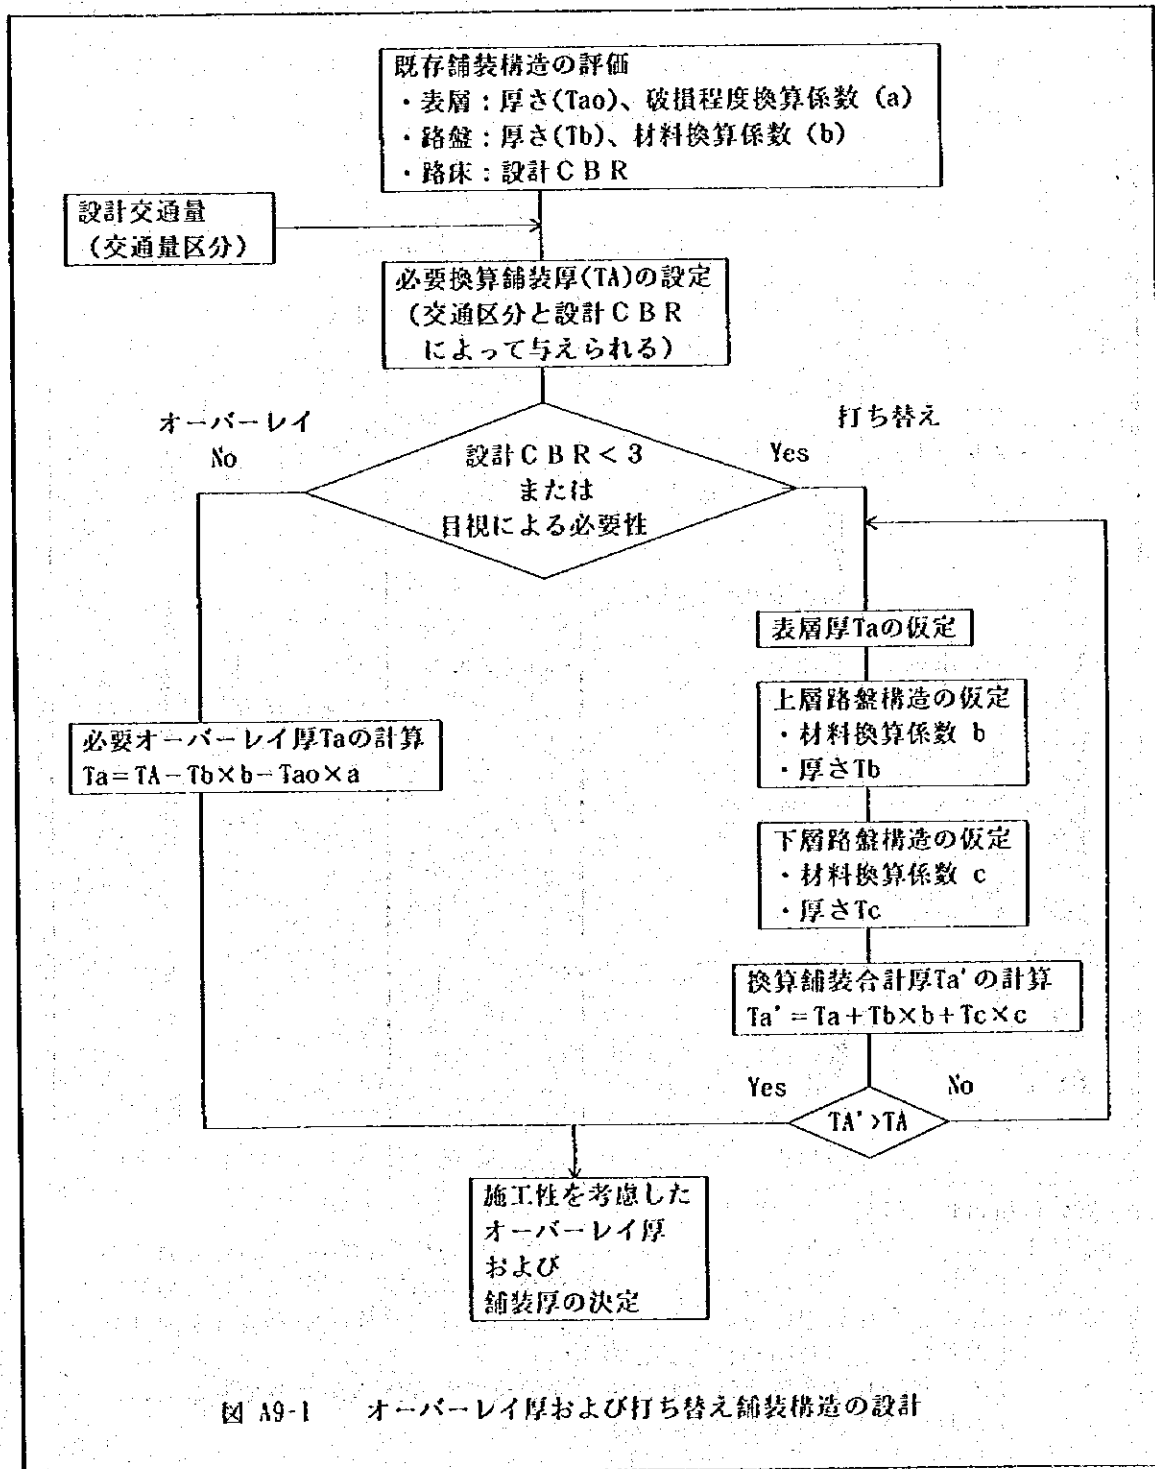 既存舗装構造の評価
・表層：厚さ(Tao)、破損程度換算係数 (a)
・路盤：厚さ(Tb)、材料換算係数 (b)
・路床：設計ＣＢＲ
設計交通量
（交通量区分）
必要換算舗装厚(TA)の設定
（交通区分と設計ＣＢＲ
によって与えられる）
オーバーレイ
No
設計ＣＢＲ＜３
または
目視による必要性
打ち替え
Yes
表層厚Taの仮定
上層路盤構造の仮定
・材料換算係数 b
・厚さTb
必要オーバーレイ厚Taの計算
Ta＝TA－Tb×b－Tao×a
下層路盤構造の仮定
・材料換算係数 c
・厚さTc
換算舗装合計厚Ta'の計算
Ta'＝Ta＋Tb×b＋Tc×c
Yes
No
TA'>TA
施工性を考慮した
オーバーレイ厚
および
舗装厚の決定
図 A9-1　オーバーレイ厚および打ち替え舗装構造の設計